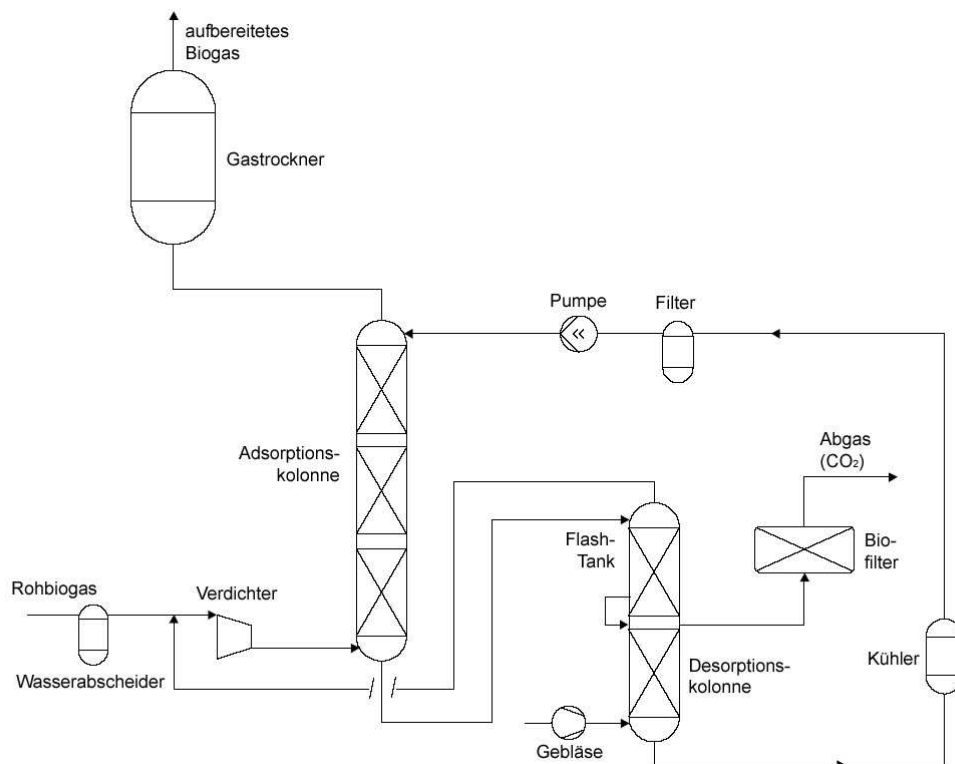 aufbereitetes
Biogas
Gastrockner
Pumpe
Filter
Adsorptions-
kolonne
Abgas
(CO₂)
Flash-
Tank
Bio-
filter
Rohbiogas
Verdichter
Wasserabscheider
Desorptions-
kolonne
Kühler
Gebläse